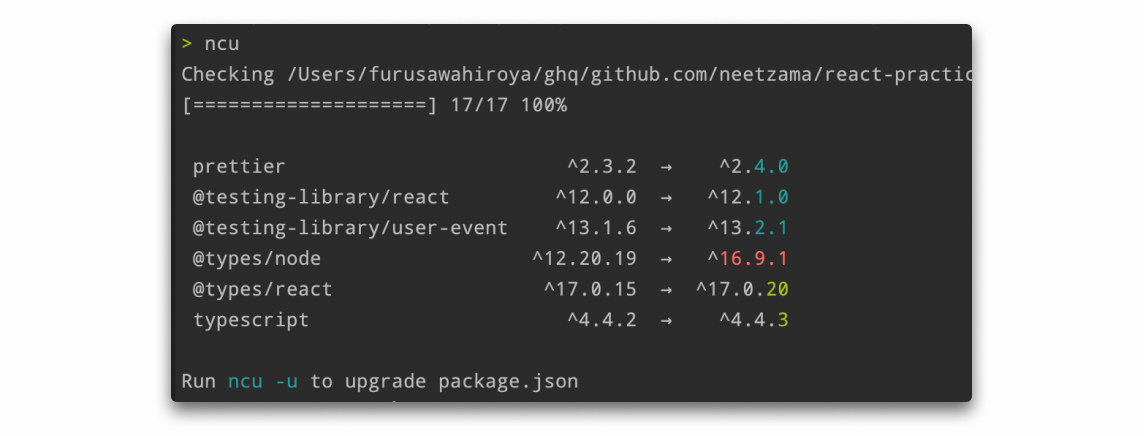 > ncu
Checking /Users/furusawahiroya/ghq/github.com/neetzama/react-practic
[====================] 17/17 100%
prettier ^2.3.2 → ^2.4.0
@testing-library/react ^12.0.0 → ^12.1.0
@testing-library/user-event ^13.1.6 → ^13.2.1
@types/node ^12.20.19 → ^16.9.1
@types/react ^17.0.15 → ^17.0.20
typescript ^4.4.2 → ^4.4.3
Run ncu -u to upgrade package.json